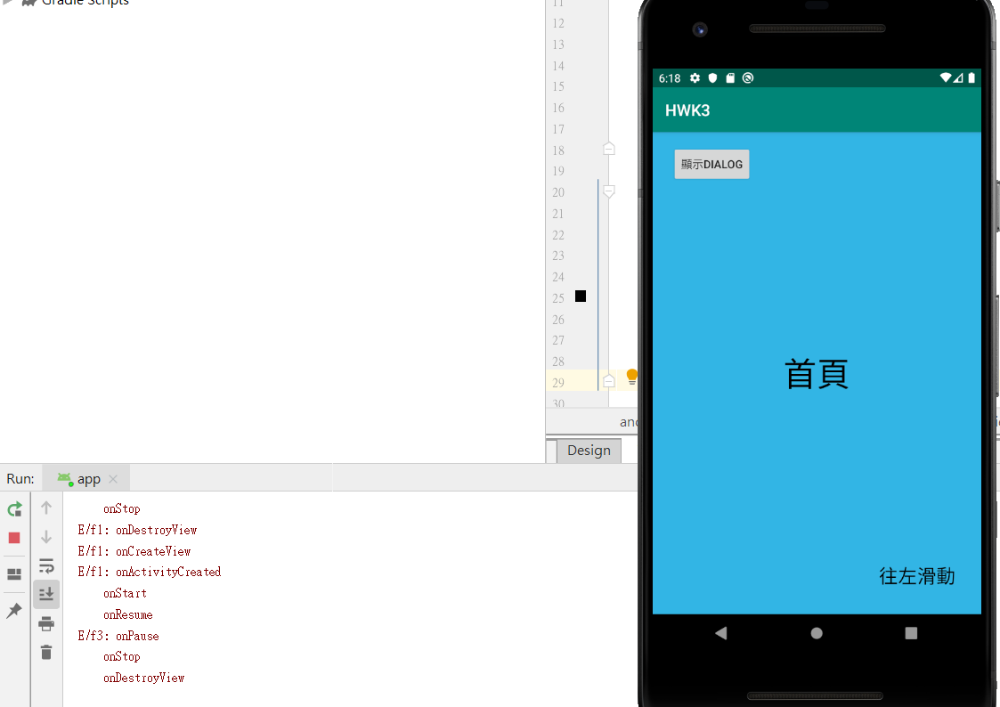 Gradle Scripts
11
12
13
14
15
16
17
18
19
20
21
22
23
24
25
26
27
28
29
30
and
Design
Run:
app
onStop
E/f1: onDestroyView
E/f1: onCreateView
E/f1: onActivityCreated
onStart
onResume
E/f3: onPause
onStop
onDestroyView
6:18
HWK3
顯示DIALOG
首頁
往左滑動